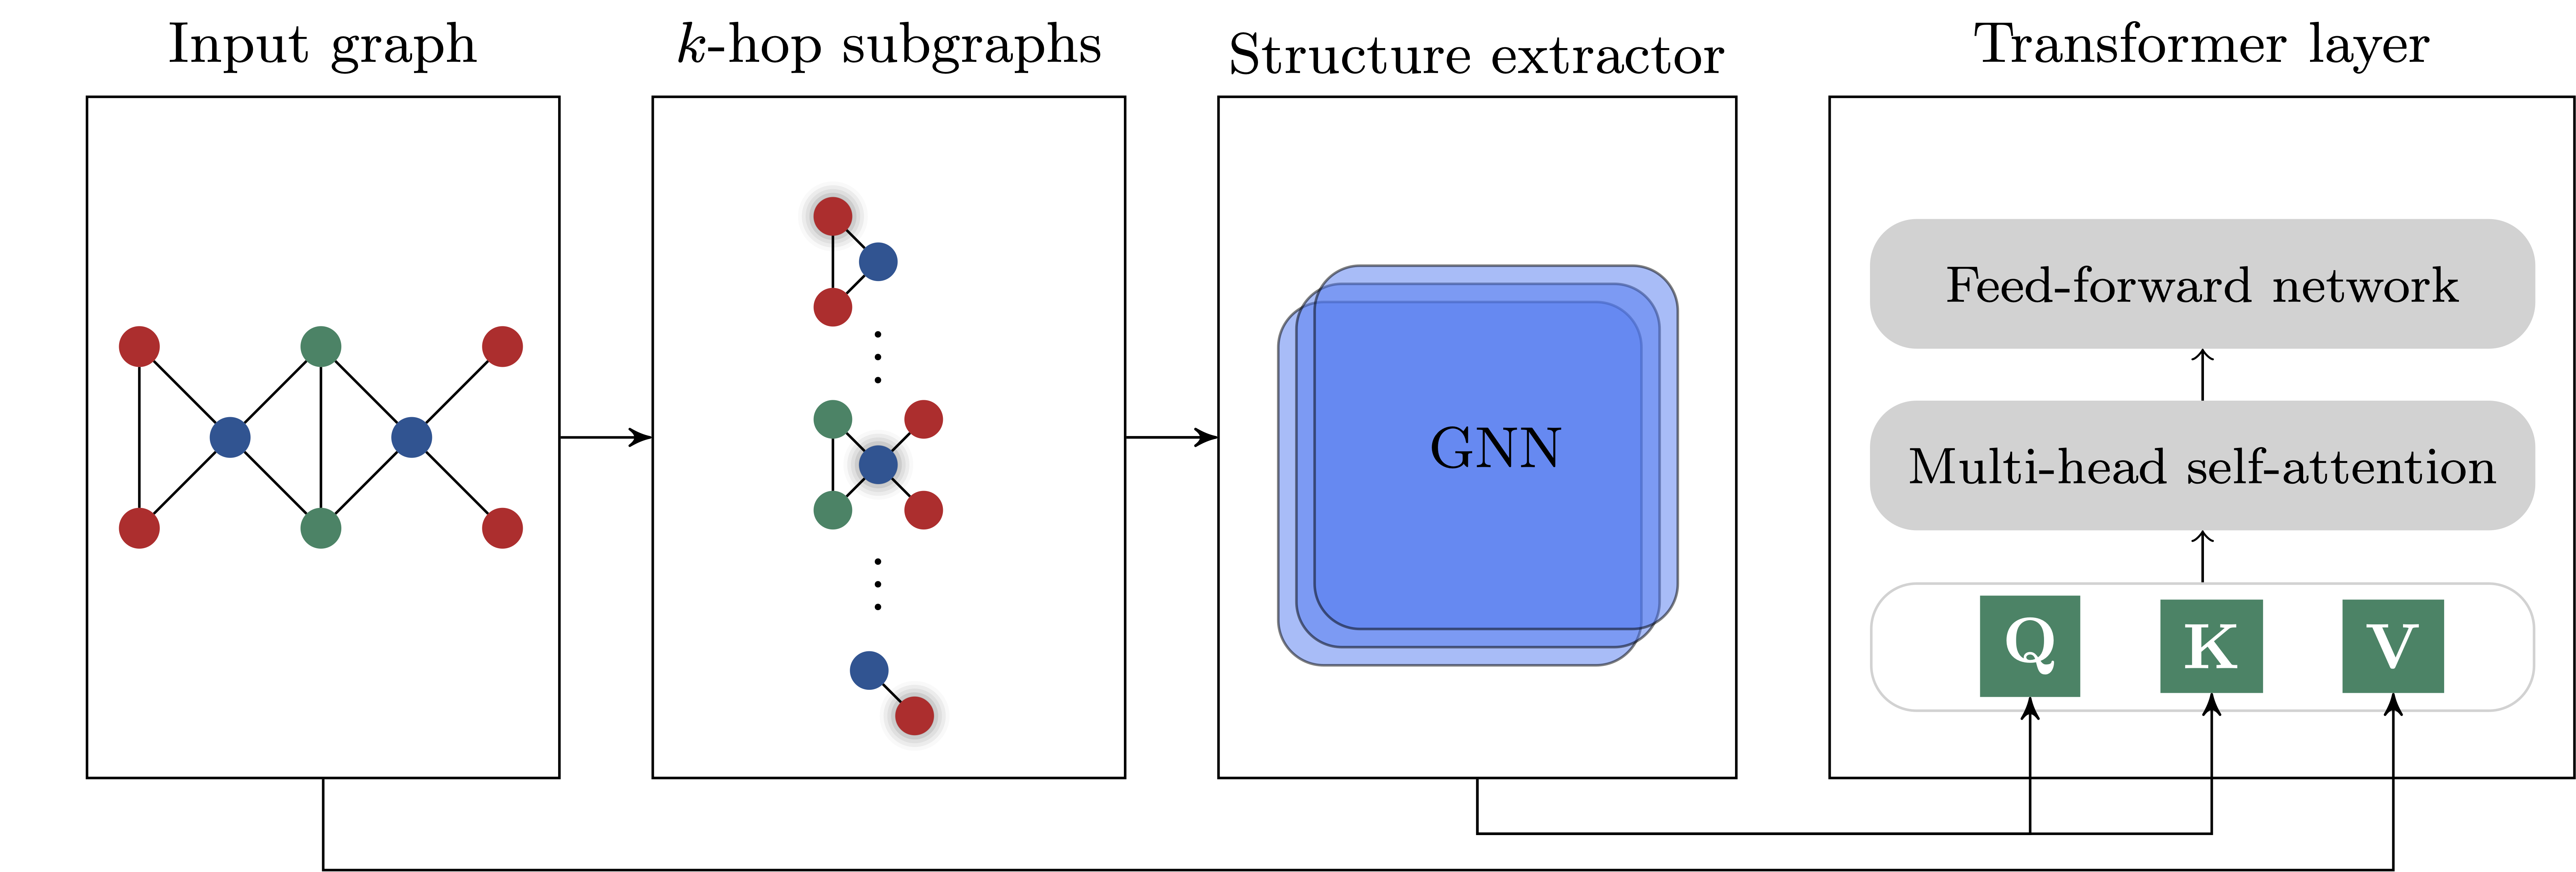 Input graph
k-hop subgraphs
Structure extractor
Transformer layer
GNN
Feed-forward network
Multi-head self-attention
Q K V